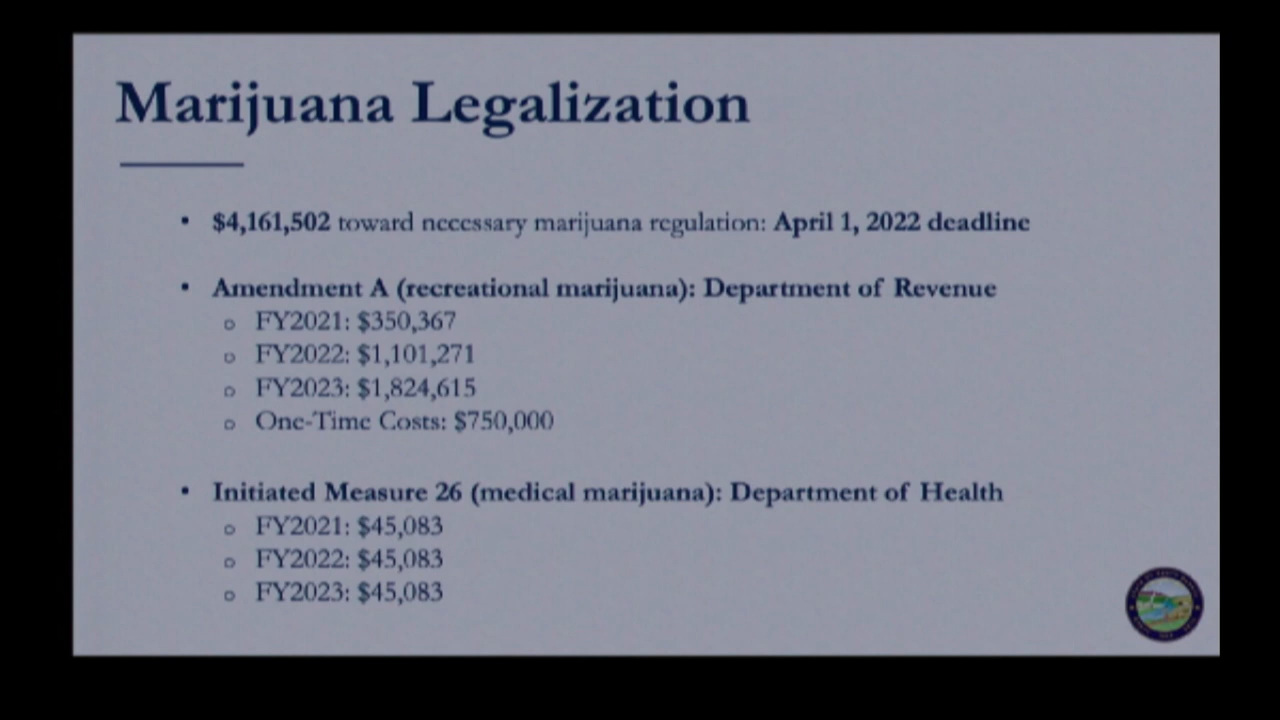 Marijuana Legalization
• $4,161,502 toward necessary marijuana regulation: April 1, 2022 deadline
• Amendment A (recreational marijuana): Department of Revenue
o FY2021: $350,367
o FY2022: $1,101,271
o FY2023: $1,824,615
o One-Time Costs: $750,000
• Initiated Measure 26 (medical marijuana): Department of Health
o FY2021: $45,083
o FY2022: $45,083
o FY2023: $45,083